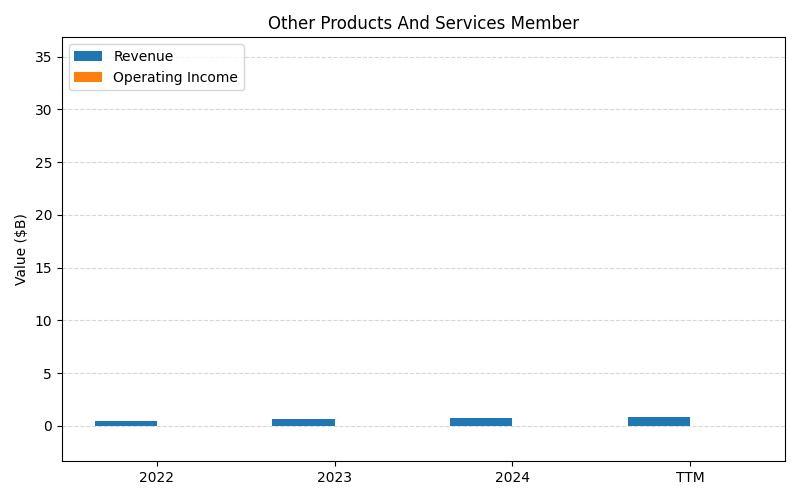 Other Products And Services Member
Revenue
Operating Income
Value ($B)
35
30
25
20
15
10
5
0
2022
2023
2024
TTM